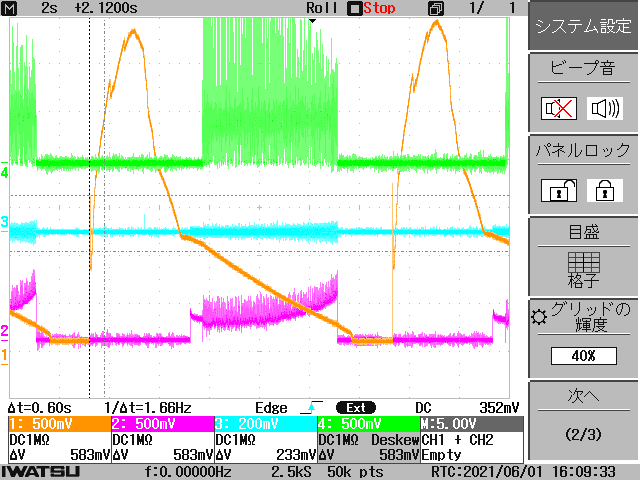 M 2s +2.1200s Roll Stop 1/ 1
システム設定
ビープ音
パネルロック
目盛
格子
グリッドの
輝度
40%
次へ
(2/3)
4
3
2
1
Δt=0.60s 1/Δt=1.66Hz Edge Ext DC 352mV
1: 500mV 2: 500mV 3: 200mV 4: 500mV M:5.00V
DC1MΩ DC1MΩ DC1MΩ DC1MΩ Deskew CH1 + CH2
ΔV 583mV ΔV 583mV ΔV 233mV ΔV 583mV Empty
IWATSU f:0.00000Hz 2.5kS 50k pts RTC:2021/06/01 16:09:33